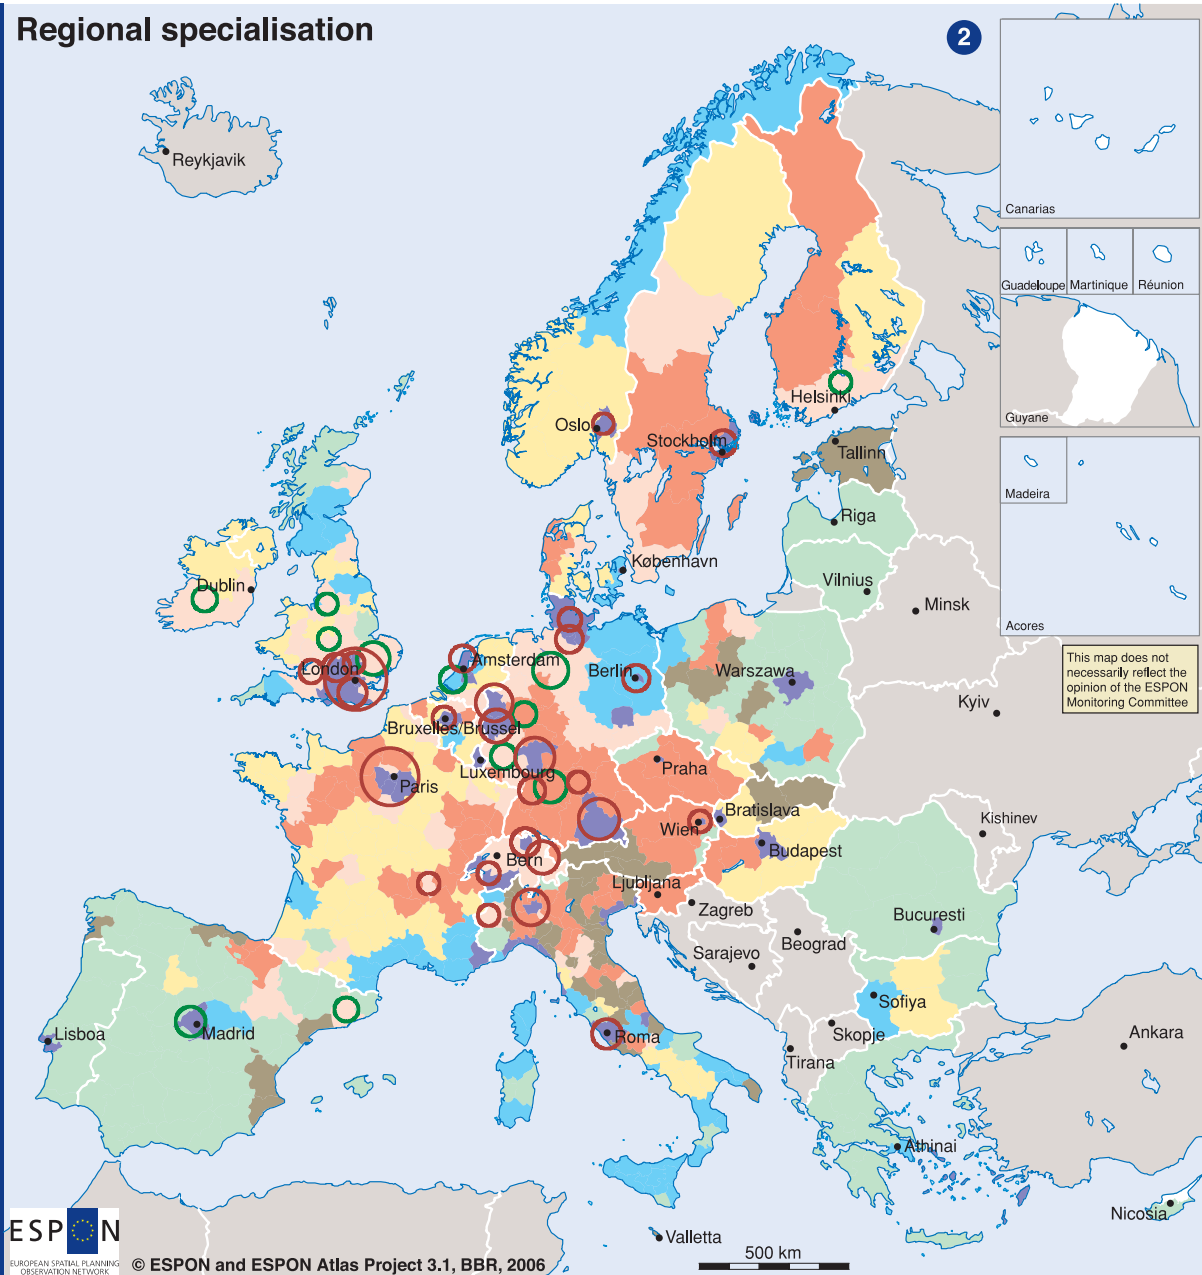 Regional specialisation
2
Reykjavik
Canarias
Guadeloupe
Martinique
Réunion
Guyane
Madeira
Acores
This map does not
necessarily reflect the
opinion of the ESPON
Monitoring Committee
Helsinki
Oslo
Stockholm
Tallinn
Riga
Vilnius
Minsk
København
Dublin
London
Amsterdam
Berlin
Warszawa
Kyiv
Bruxelles/Brussel
Luxembourg
Praha
Paris
Bratislava
Wien
Budapest
Kishinev
Bern
Ljubljana
Zagreb
Beograd
Bucuresti
Sarajevo
Sofiya
Skopje
Tirana
Ankara
Lisboa
Madrid
Roma
Athinai
Nicosia
Valletta
500 km
ESPON
EUROPEAN SPATIAL PLANNING
OBSERVATION NETWORK
© ESPON and ESPON Atlas Project 3.1, BBR, 2006